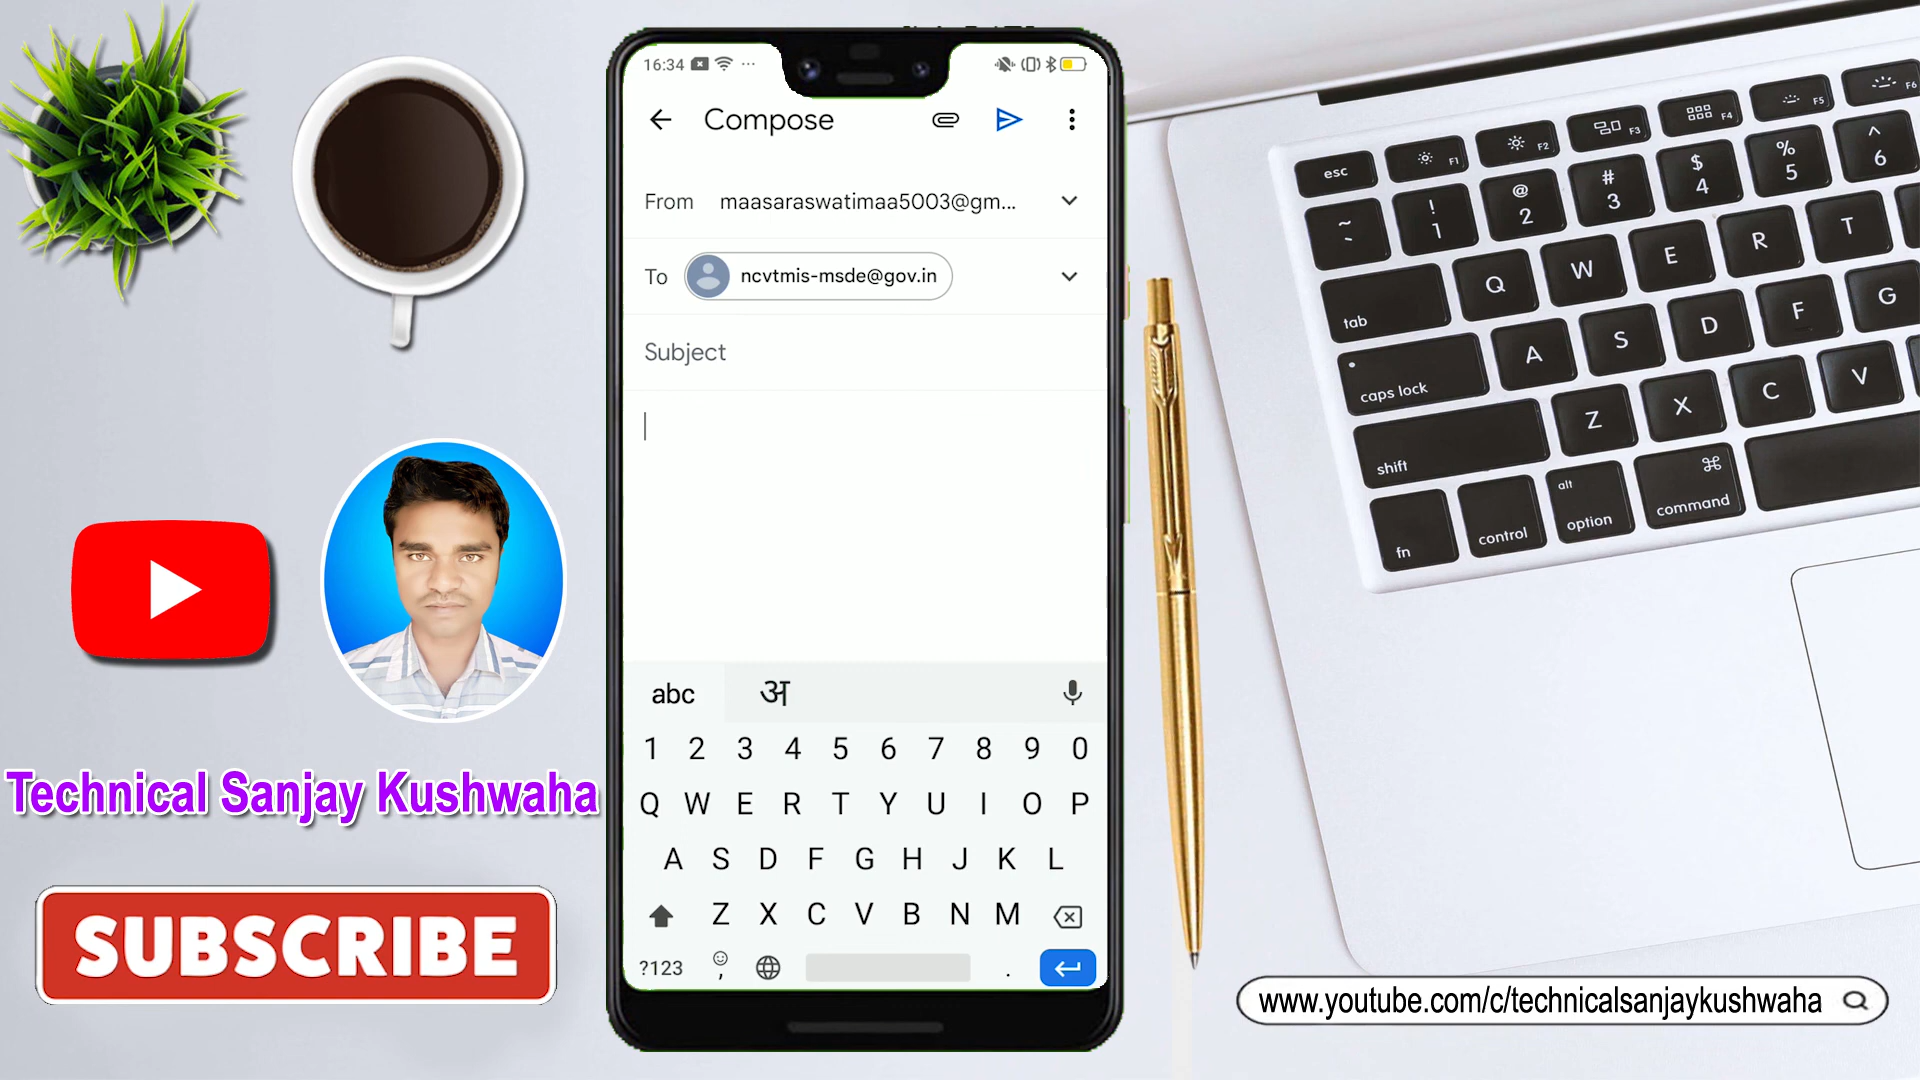 16:34
Compose
From maasaraswatimaa5003@gm...
To ncvtmis-msde@gov.in
Subject
abc अ
1 2 3 4 5 6 7 8 9 0
Q W E R T Y U I O P
A S D F G H J K L
Z X C V B N M
?123 , .
Technical Sanjay Kushwaha
SUBSCRIBE
esc F1 F2 F3 F4 F5 F6
~ ! 1 @ 2 # 3 $ 4 % 5 ^ 6
tab Q W E R T
caps lock A S D F G
shift Z X C V
fn control alt option ⌘ command
www.youtube.com/c/technicalsanjaykushwaha